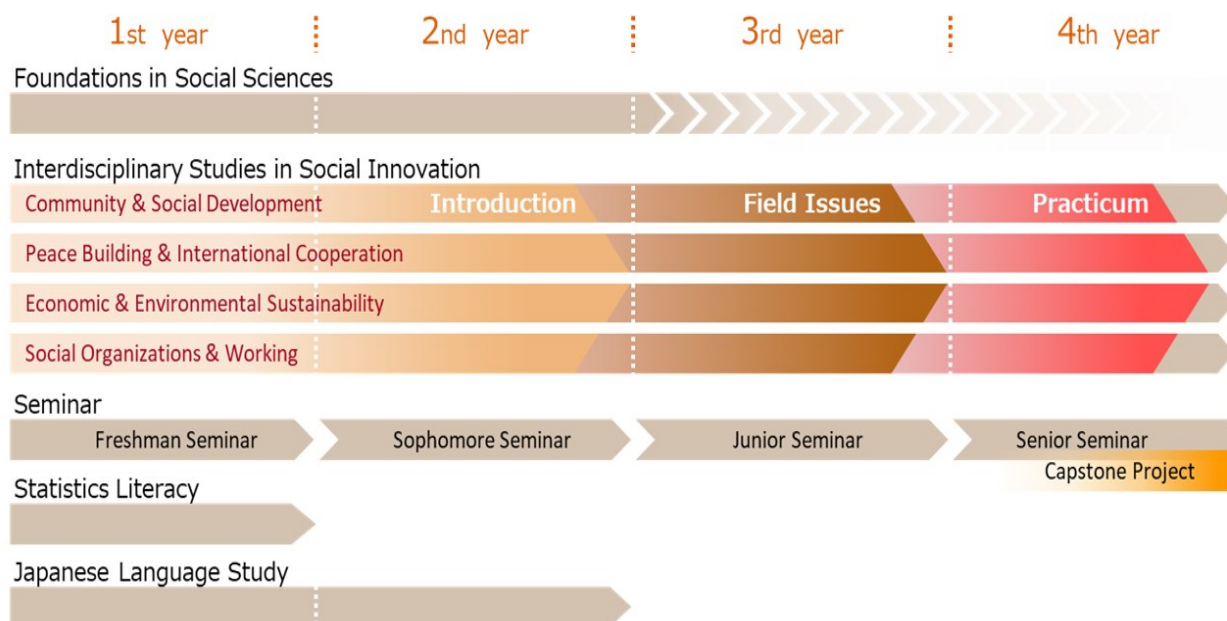 1st year 2nd year 3rd year 4th year
Foundations in Social Sciences
Interdisciplinary Studies in Social Innovation
Community & Social Development Introduction Field Issues Practicum
Peace Building & International Cooperation
Economic & Environmental Sustainability
Social Organizations & Working
Seminar
Freshman Seminar Sophomore Seminar Junior Seminar Senior Seminar
Capstone Project
Statistics Literacy
Japanese Language Study